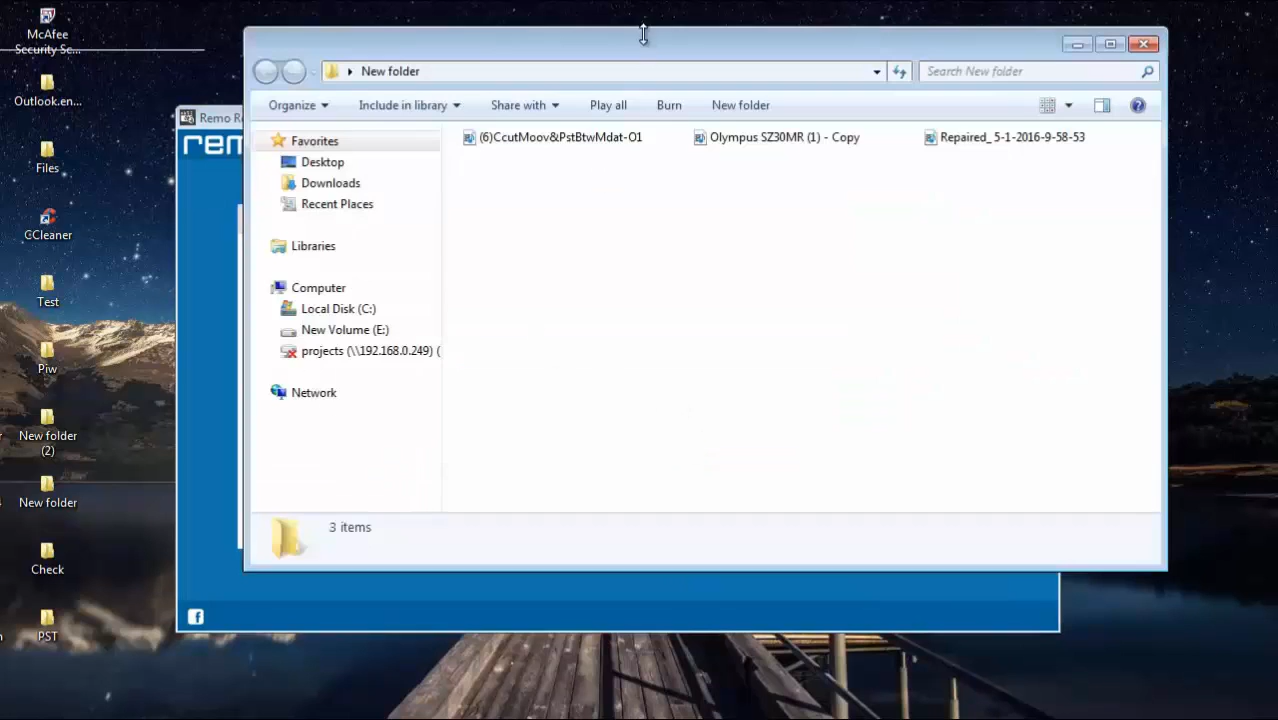 McAfee
Security Sc...
Outlook.en...
Files
CCleaner
Test
Piw
New folder
(2)
New folder
Check
PST
Remo R
rem
New folder
Search New folder
Organize
Include in library
Share with
Play all
Burn
New folder
Favorites
Desktop
Downloads
Recent Places
Libraries
Computer
Local Disk (C:)
New Volume (E:)
projects (\\192.168.0.249) (
Network
(6)CcutMoov&PstBtwMdat-O1
Olympus SZ30MR (1) - Copy
Repaired_ 5-1-2016-9-58-53
3 items
f